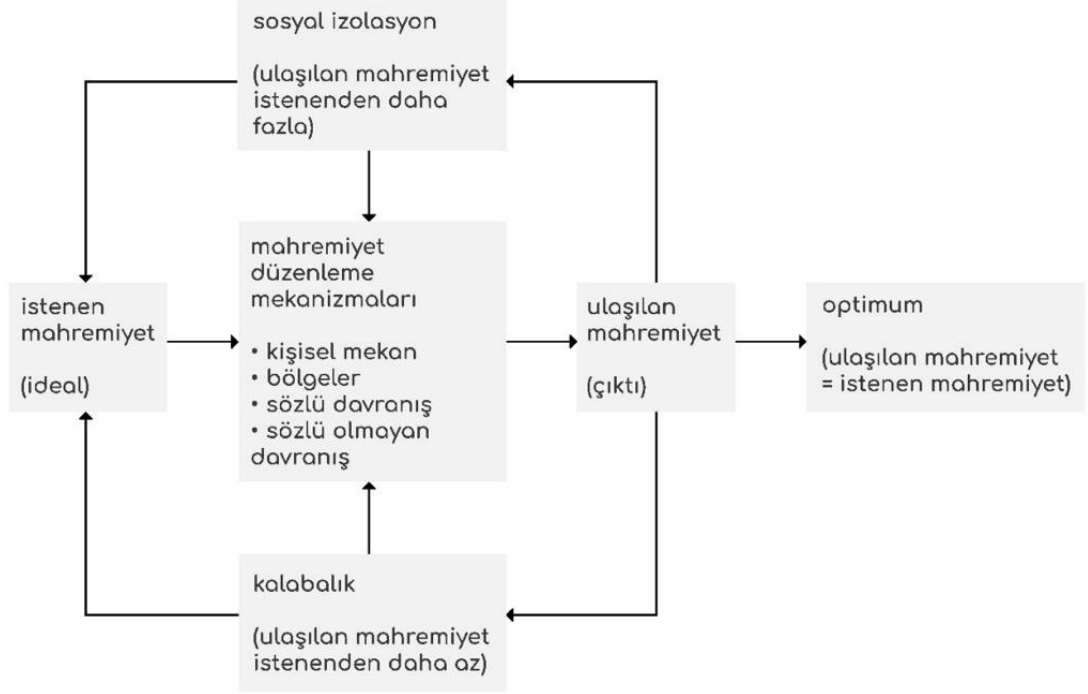 sosyal izolasyon
(ulaşılan mahremiyet
istenenden daha
fazla)
istenen
mahremiyet
(ideal)
mahremiyet
düzenleme
mekanizmaları
• kişisel mekan
• bölgeler
• sözlü davranış
• sözlü olmayan
davranış
ulaşılan
mahremiyet
(çıktı)
optimum
(ulaşılan mahremiyet
= istenen mahremiyet)
kalabalık
(ulaşılan mahremiyet
istenenden daha az)